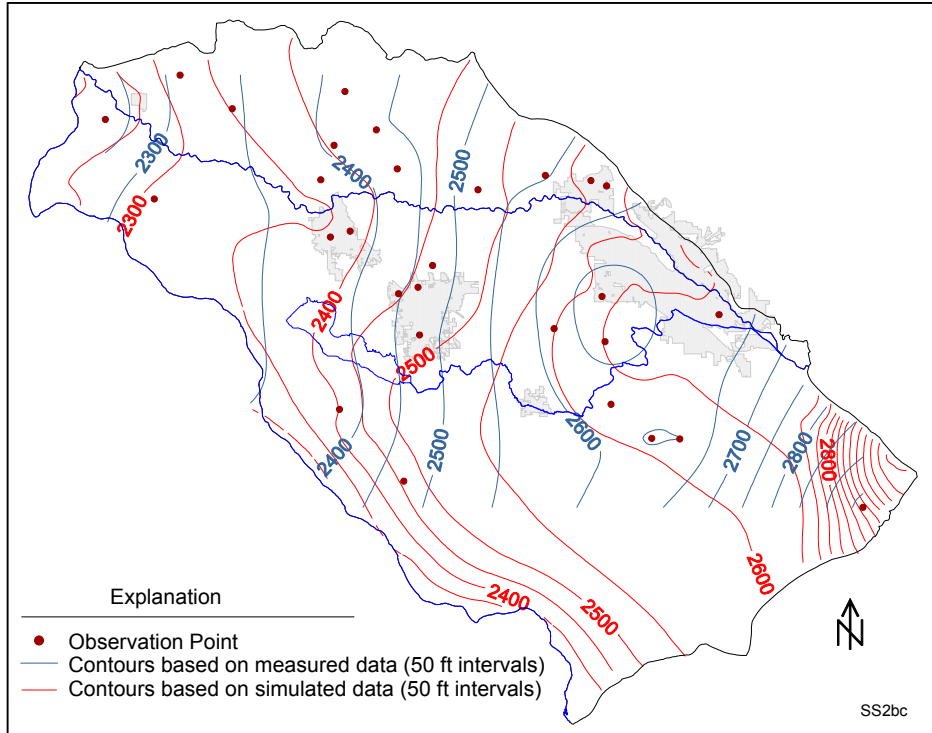 2300
2300
2400
2500
2400
2500
2600
2400
2500
2600
2700
2800
2800
2600
2400
2500
Explanation
Observation Point
Contours based on measured data (50 ft intervals)
Contours based on simulated data (50 ft intervals)
N
SS2bc